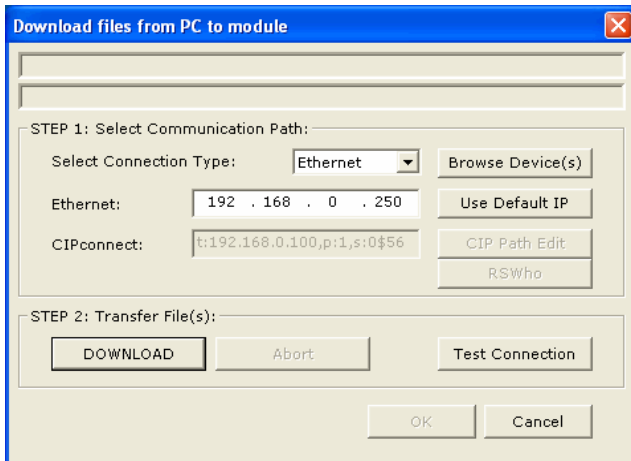 Download files from PC to module
STEP 1: Select Communication Path:
Select Connection Type: Ethernet Browse Device(s)
Ethernet: 192 . 168 . 0 . 250 Use Default IP
CIPconnect: t:192.168.0.100,p:1,s:0$56 CIP Path Edit
RSWho
STEP 2: Transfer File(s):
DOWNLOAD Abort Test Connection
OK Cancel